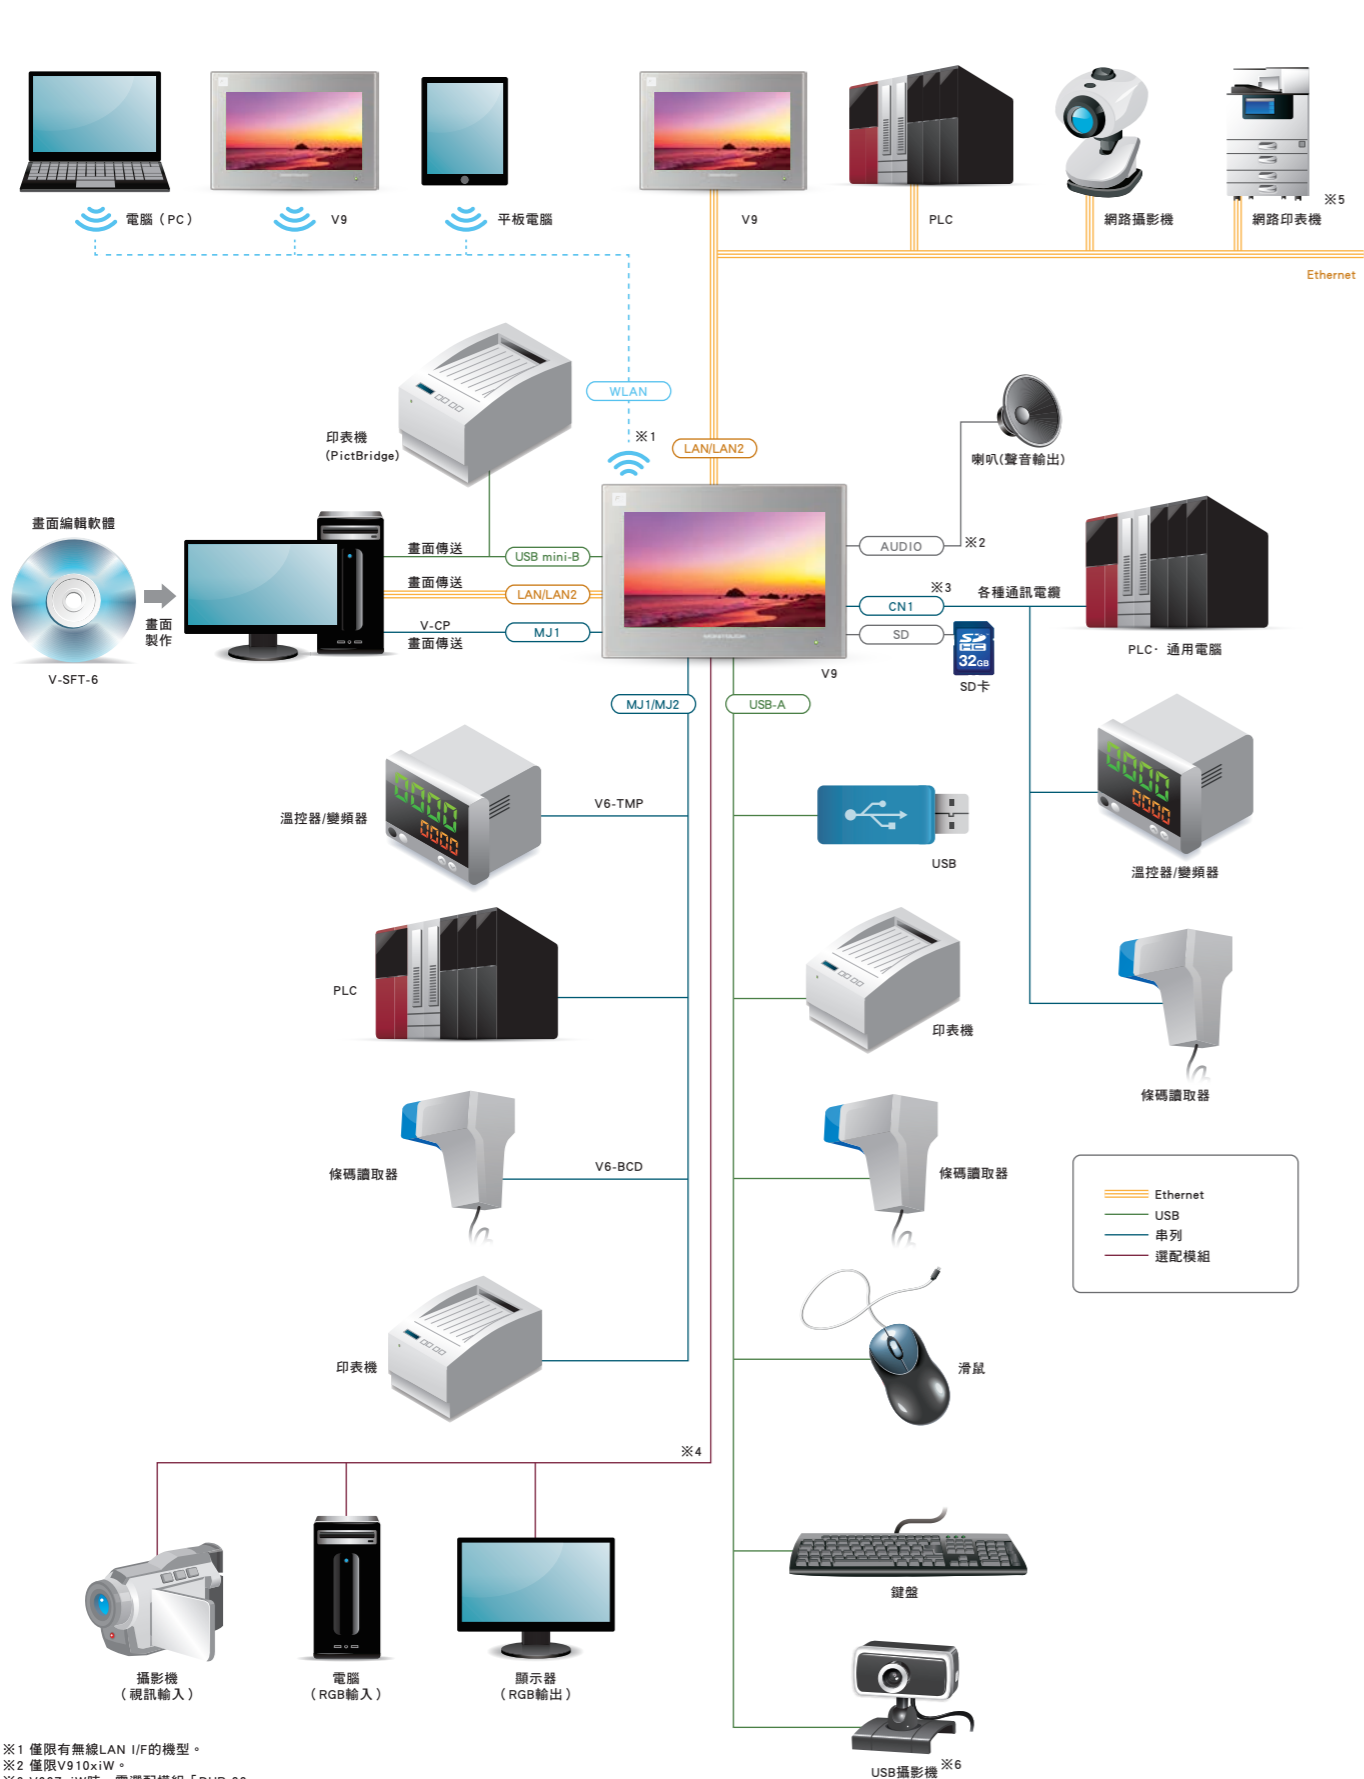 電腦（PC）
V9
平板電腦
V9
PLC
網路攝影機
網路印表機
※5
Ethernet
WLAN
※1
LAN/LAN2
印表機
(PictBridge)
喇叭(聲音輸出)
畫面編輯軟體
畫面
製作
V-SFT-6
畫面傳送
USB mini-B
畫面傳送
LAN/LAN2
V-CP
畫面傳送
MJ1
AUDIO
※2
※3
CN1
各種通訊電纜
SD
32GB
SD卡
V9
PLC· 通用電腦
MJ1/MJ2
USB-A
溫控器/變頻器
V6-TMP
USB
溫控器/變頻器
PLC
印表機
條碼讀取器
條碼讀取器
V6-BCD
條碼讀取器
Ethernet
USB
串列
選配模組
印表機
滑鼠
※4
鍵盤
攝影機
（視訊輸入）
電腦
（RGB輸入）
顯示器
（RGB輸出）
USB攝影機
※6
※1 僅限有無線LAN I/F的機型。
※2 僅限V910xiW。